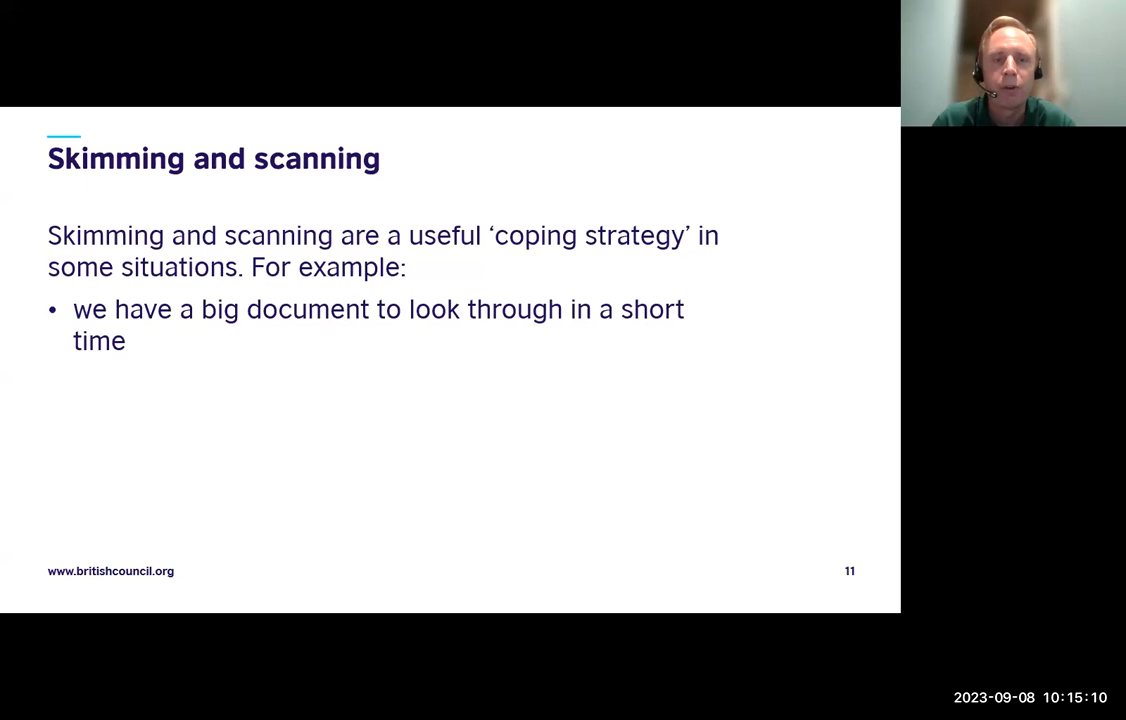 Skimming and scanning
Skimming and scanning are a useful ‘coping strategy’ in
some situations. For example:
• we have a big document to look through in a short
time
www.britishcouncil.org
11
2023-09-08 10:15:10